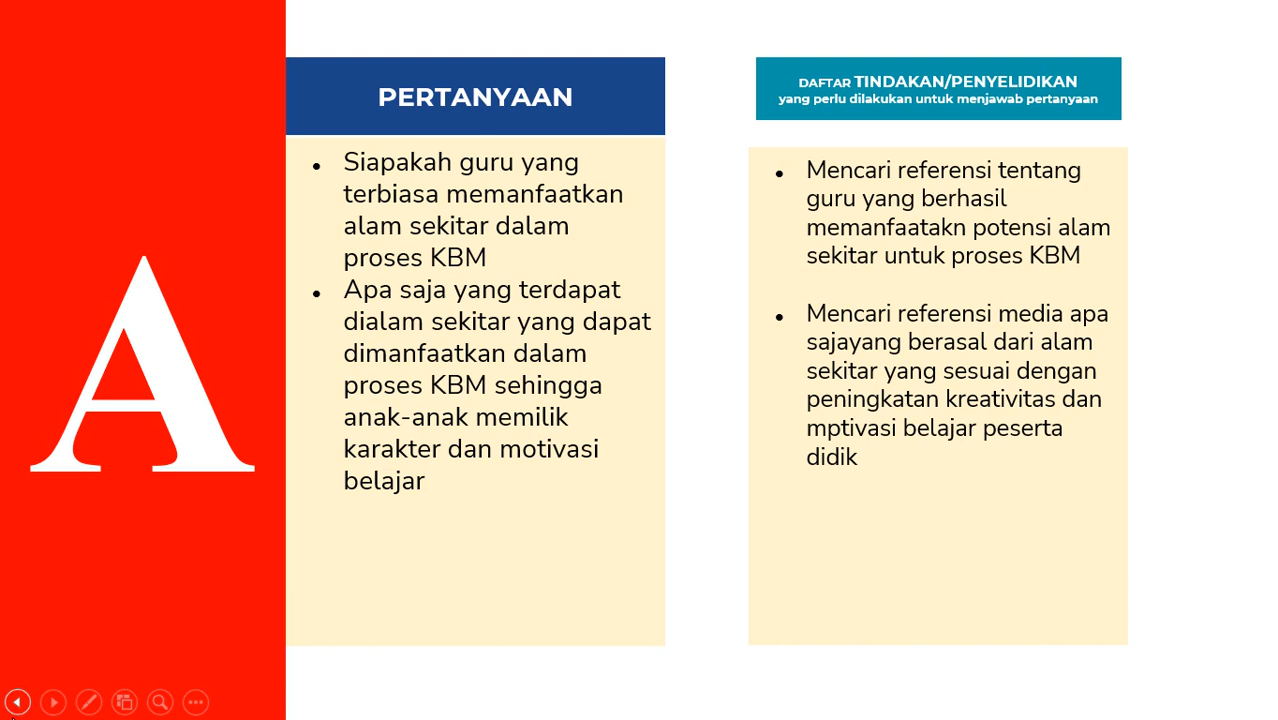 A
PERTANYAAN
• Siapakah guru yang
terbiasa memanfaatkan
alam sekitar dalam
proses KBM
• Apa saja yang terdapat
dialam sekitar yang dapat
dimanfaatkan dalam
proses KBM sehingga
anak-anak memilik
karakter dan motivasi
belajar
DAFTAR TINDAKAN/PENYELIDIKAN
yang perlu dilakukan untuk menjawab pertanyaan
• Mencari referensi tentang
guru yang berhasil
memanfaatakn potensi alam
sekitar untuk proses KBM
• Mencari referensi media apa
sajayang berasal dari alam
sekitar yang sesuai dengan
peningkatan kreativitas dan
mptivasi belajar peserta
didik